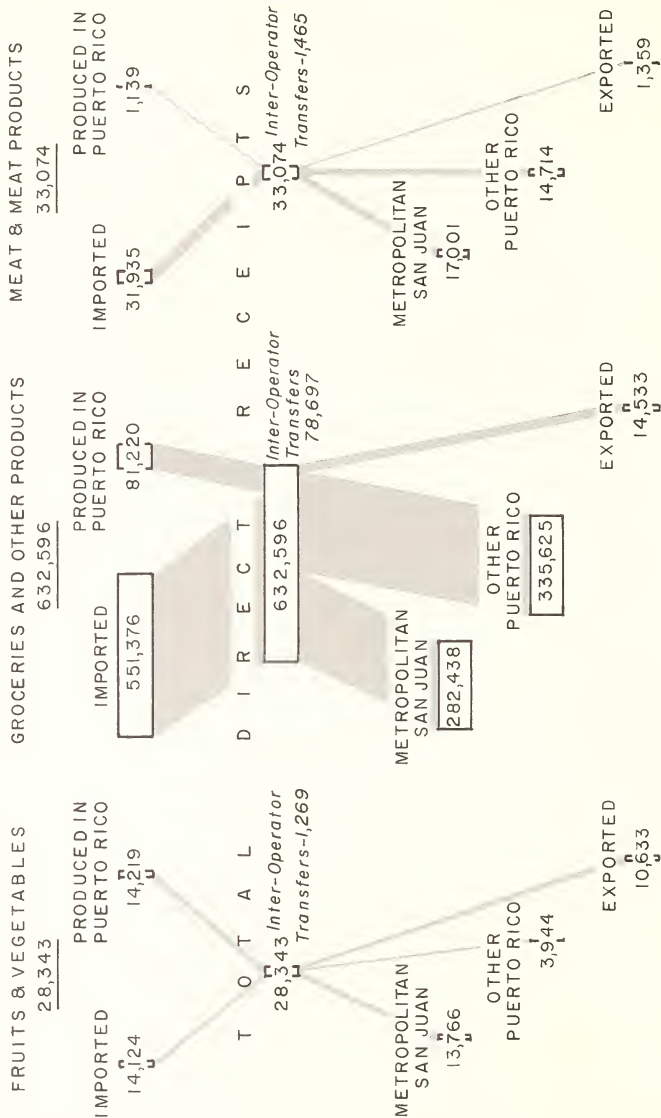 FRUITS & VEGETABLES
28,343
IMPORTED
14,124
PRODUCED IN
PUERTO RICO
14,219
GROCERIES AND OTHER PRODUCTS
632,596
IMPORTED
551,376
PRODUCED IN
PUERTO RICO
81,220
MEAT & MEAT PRODUCTS
33,074
IMPORTED
31,935
PRODUCED IN
PUERTO RICO
1,139
TOTAL DIRECT RECEIPTS
28,343
Inter-Operator
Transfers-1,269
632,596
Inter-Operator
Transfers
78,697
33,074
Inter-Operator
Transfers-1,465
METROPOLITAN
SAN JUAN
13,766
OTHER
PUERTO RICO
3,944
EXPORTED
10,633
METROPOLITAN
SAN JUAN
282,438
OTHER
PUERTO RICO
335,625
EXPORTED
14,533
METROPOLITAN
SAN JUAN
17,001
OTHER
PUERTO RICO
14,714
EXPORTED
1,359